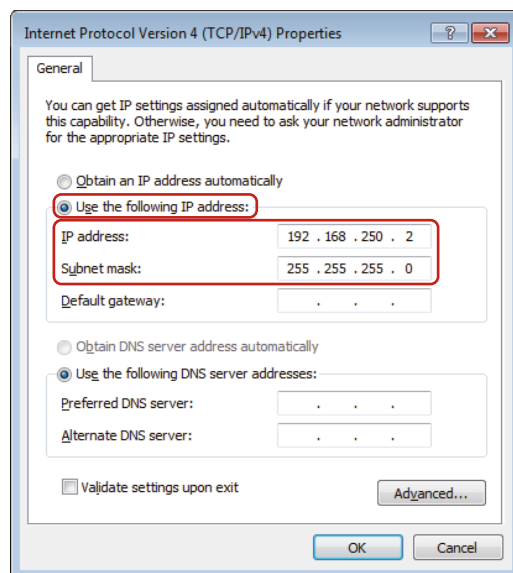 Internet Protocol Version 4 (TCP/IPv4) Properties
General
You can get IP settings assigned automatically if your network supports
this capability. Otherwise, you need to ask your network administrator
for the appropriate IP settings.
Obtain an IP address automatically
Use the following IP address:
IP address: 192 . 168 . 250 . 2
Subnet mask: 255 . 255 . 255 . 0
Default gateway: . . .
Obtain DNS server address automatically
Use the following DNS server addresses:
Preferred DNS server: . . .
Alternate DNS server: . . .
Validate settings upon exit
Advanced...
OK Cancel